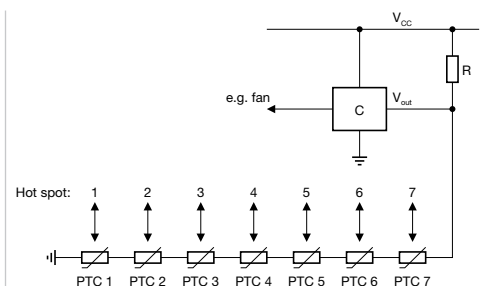 V_CC
R
e.g. fan
V_out
C
Hot spot: 1 2 3 4 5 6 7
PTC 1 PTC 2 PTC 3 PTC 4 PTC 5 PTC 6 PTC 7